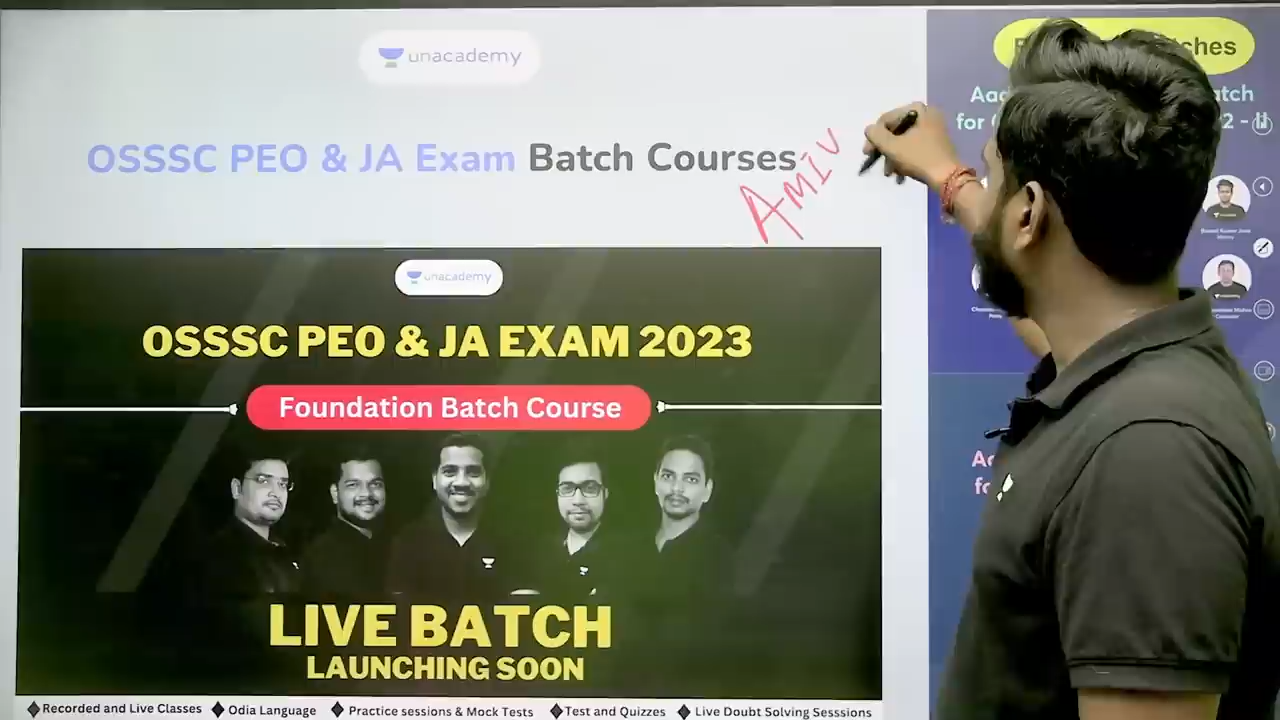 unacademy
OSSSC PEO & JA Exam Batch Courses
AMIV
unacademy
OSSSC PEO & JA EXAM 2023
Foundation Batch Course
LIVE BATCH
LAUNCHING SOON
Recorded and Live Classes Odia Language Practice sessions & Mock Tests Test and Quizzes Live Doubt Solving Sesssions